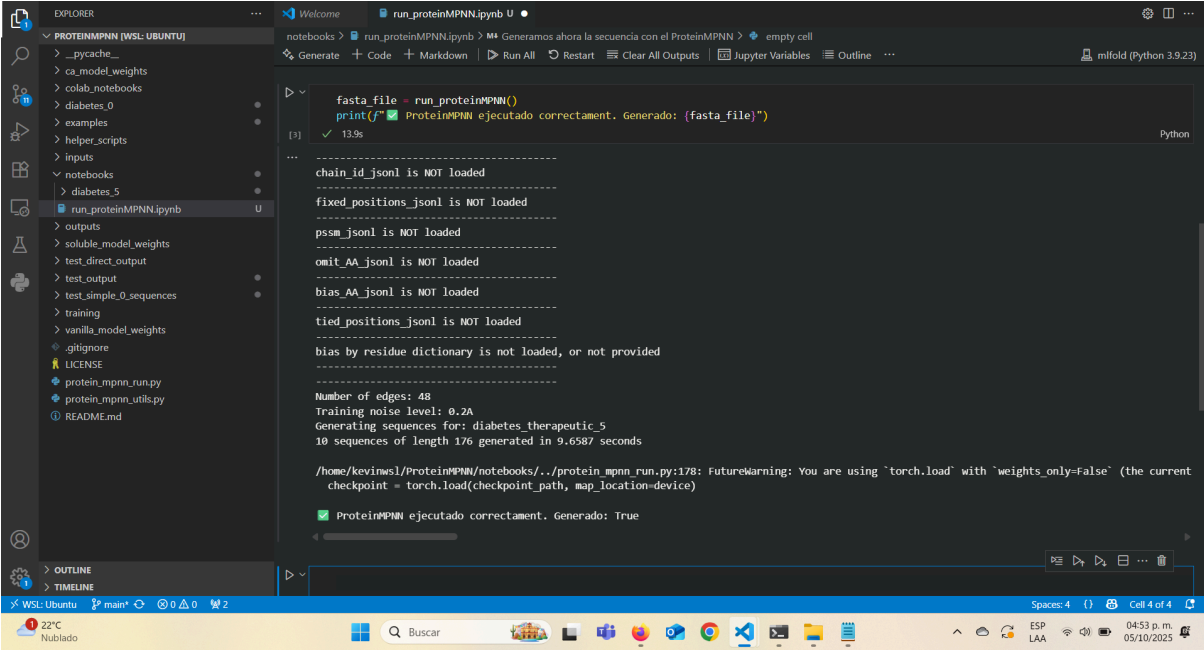 EXPLORER
Welcome
run_proteinMPNN.ipynb U
PROTEINMPNN [WSL: UBUNTU]
__pycache__
ca_model_weights
colab_notebooks
diabetes_0
examples
helper_scripts
inputs
notebooks
diabetes_5
run_proteinMPNN.ipynb U
outputs
soluble_model_weights
test_direct_output
test_output
test_simple_0_sequences
training
vanilla_model_weights
.gitignore
LICENSE
protein_mpnn_run.py
protein_mpnn_utils.py
README.md
OUTLINE
TIMELINE
11
1
1
notebooks > run_proteinMPNN.ipynb > M↓ Generamos ahora la secuencia con el ProteinMPNN > empty cell
Generate + Code + Markdown Run All Restart Clear All Outputs Jupyter Variables Outline ...
mlfold (Python 3.9.23)
fasta_file = run_proteinMPNN()
print(f"✅ ProteinMPNN ejecutado correctament. Generado: {fasta_file}")
[3] ✓ 13.9s Python
----------------------------------------
chain_id_jsonl is NOT loaded
----------------------------------------
fixed_positions_jsonl is NOT loaded
----------------------------------------
pssm_jsonl is NOT loaded
----------------------------------------
omit_AA_jsonl is NOT loaded
----------------------------------------
bias_AA_jsonl is NOT loaded
----------------------------------------
tied_positions_jsonl is NOT loaded
----------------------------------------
bias by residue dictionary is not loaded, or not provided
----------------------------------------
----------------------------------------
Number of edges: 48
Training noise level: 0.2A
Generating sequences for: diabetes_therapeutic_5
10 sequences of length 176 generated in 9.6587 seconds
/home/kevinwsl/ProteinMPNN/notebooks/../protein_mpnn_run.py:178: FutureWarning: You are using `torch.load` with `weights_only=False` (the current
checkpoint = torch.load(checkpoint_path, map_location=device)
✅ ProteinMPNN ejecutado correctament. Generado: True
WSL: Ubuntu main* 0 0 2
Spaces: 4 {} Cell 4 of 4
1
22°C
Nublado
Buscar
ESP
LAA
04:53 p. m.
05/10/2025